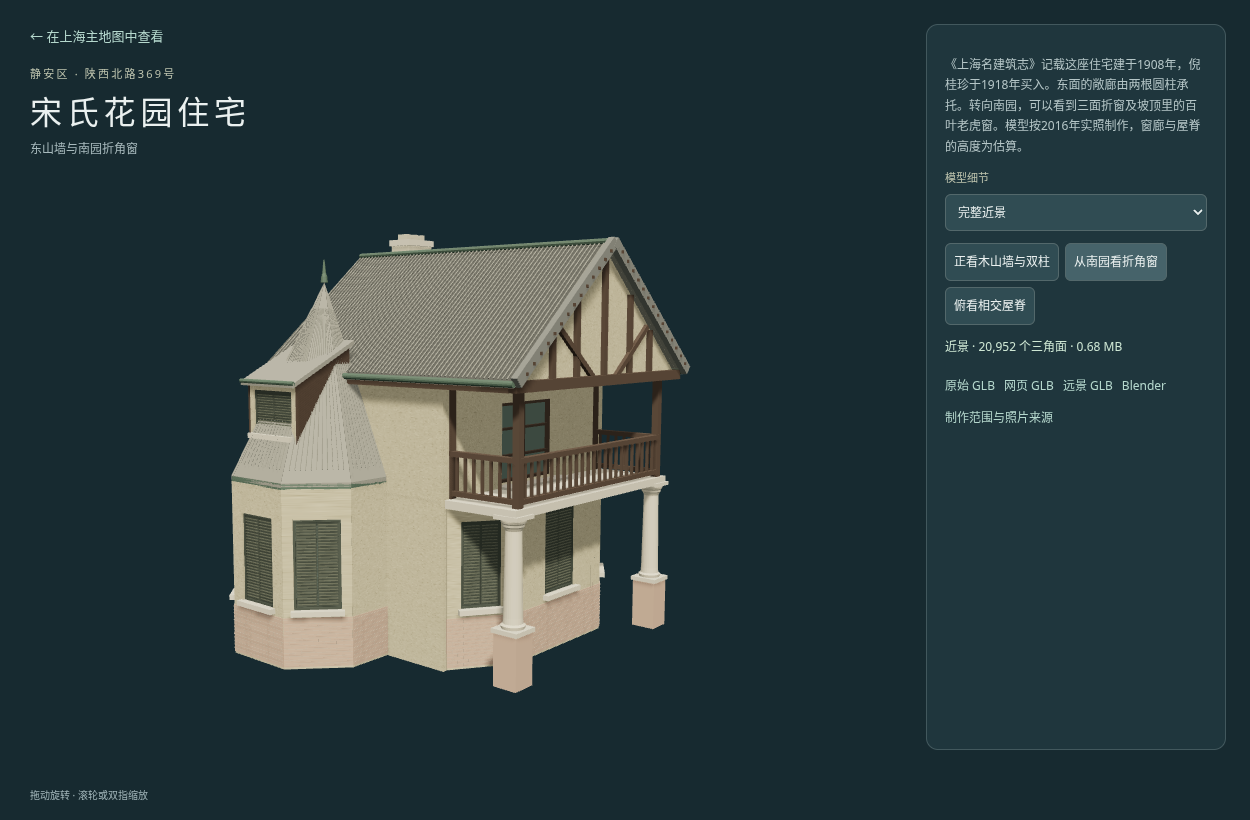 ← 在上海主地图中查看
静安区 · 陕西北路369号
宋氏花园住宅
东山墙与南园折角窗
《上海名建筑志》记载这座住宅建于1908年，倪
桂珍于1918年买入。东面的敞廊由两根圆柱承
托。转向南园，可以看到三面折窗及坡顶里的百
叶老虎窗。模型按2016年实照制作，窗廊与屋脊
的高度为估算。
模型细节
完整近景
正看木山墙与双柱 从南园看折角窗
俯看相交屋脊
近景 · 20,952 个三角面 · 0.68 MB
原始 GLB 网页 GLB 远景 GLB Blender
制作范围与照片来源
拖动旋转 · 滚轮或双指缩放